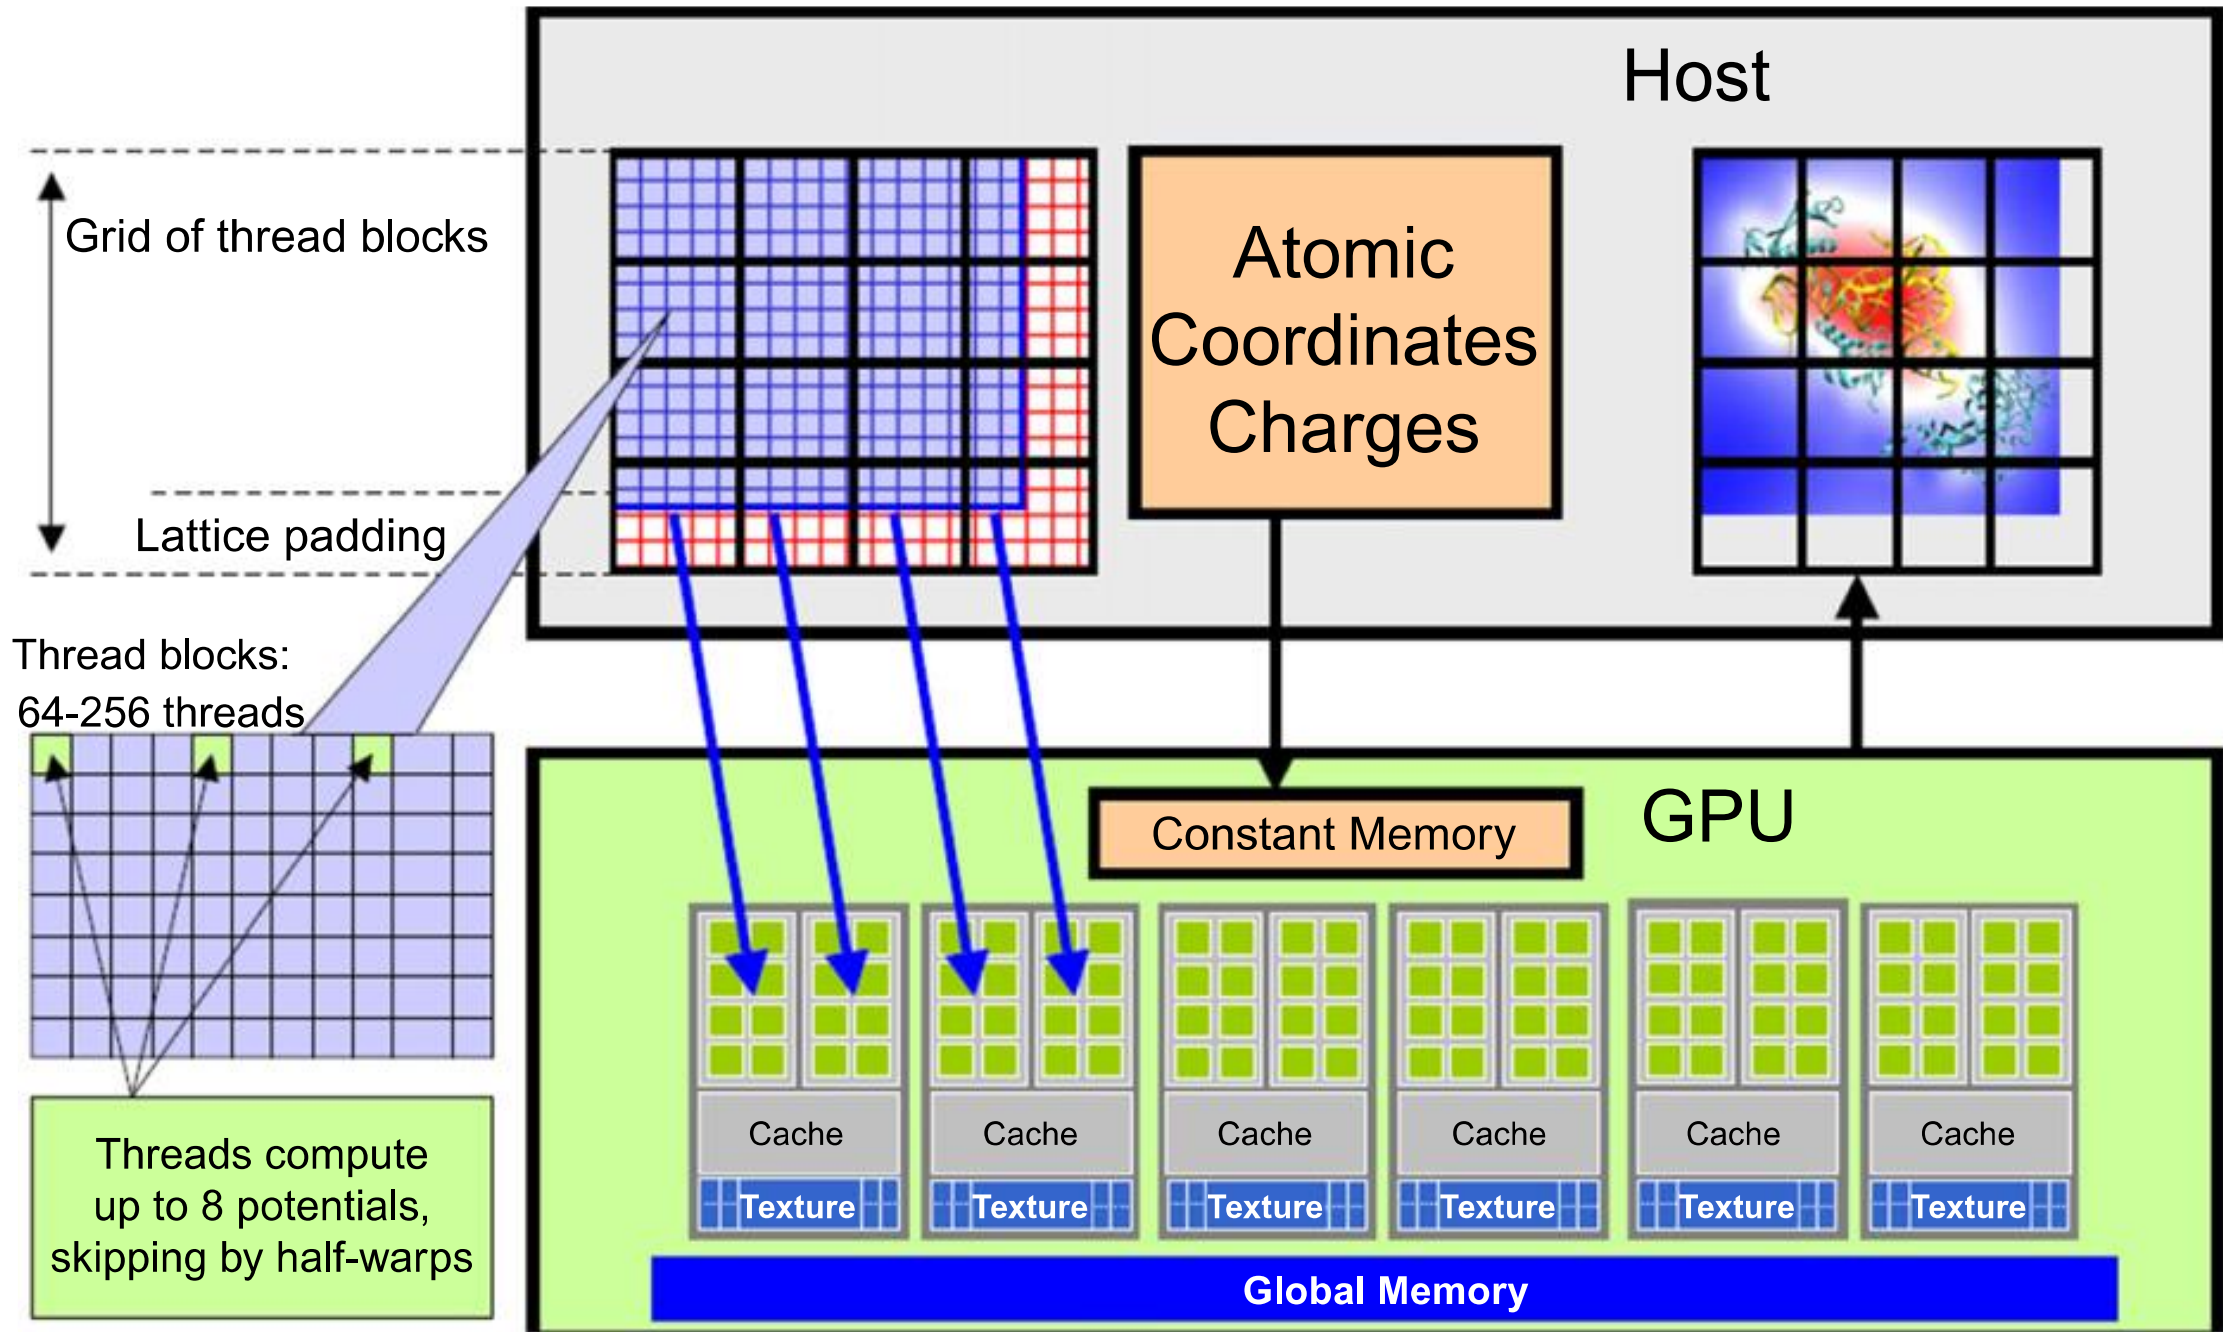 Host
Grid of thread blocks
Atomic
Coordinates
Charges
Lattice padding
Thread blocks:
64-256 threads
Constant Memory
GPU
Threads compute
up to 8 potentials,
skipping by half-warps
Cache
Cache
Cache
Cache
Cache
Cache
Texture
Texture
Texture
Texture
Texture
Texture
Global Memory